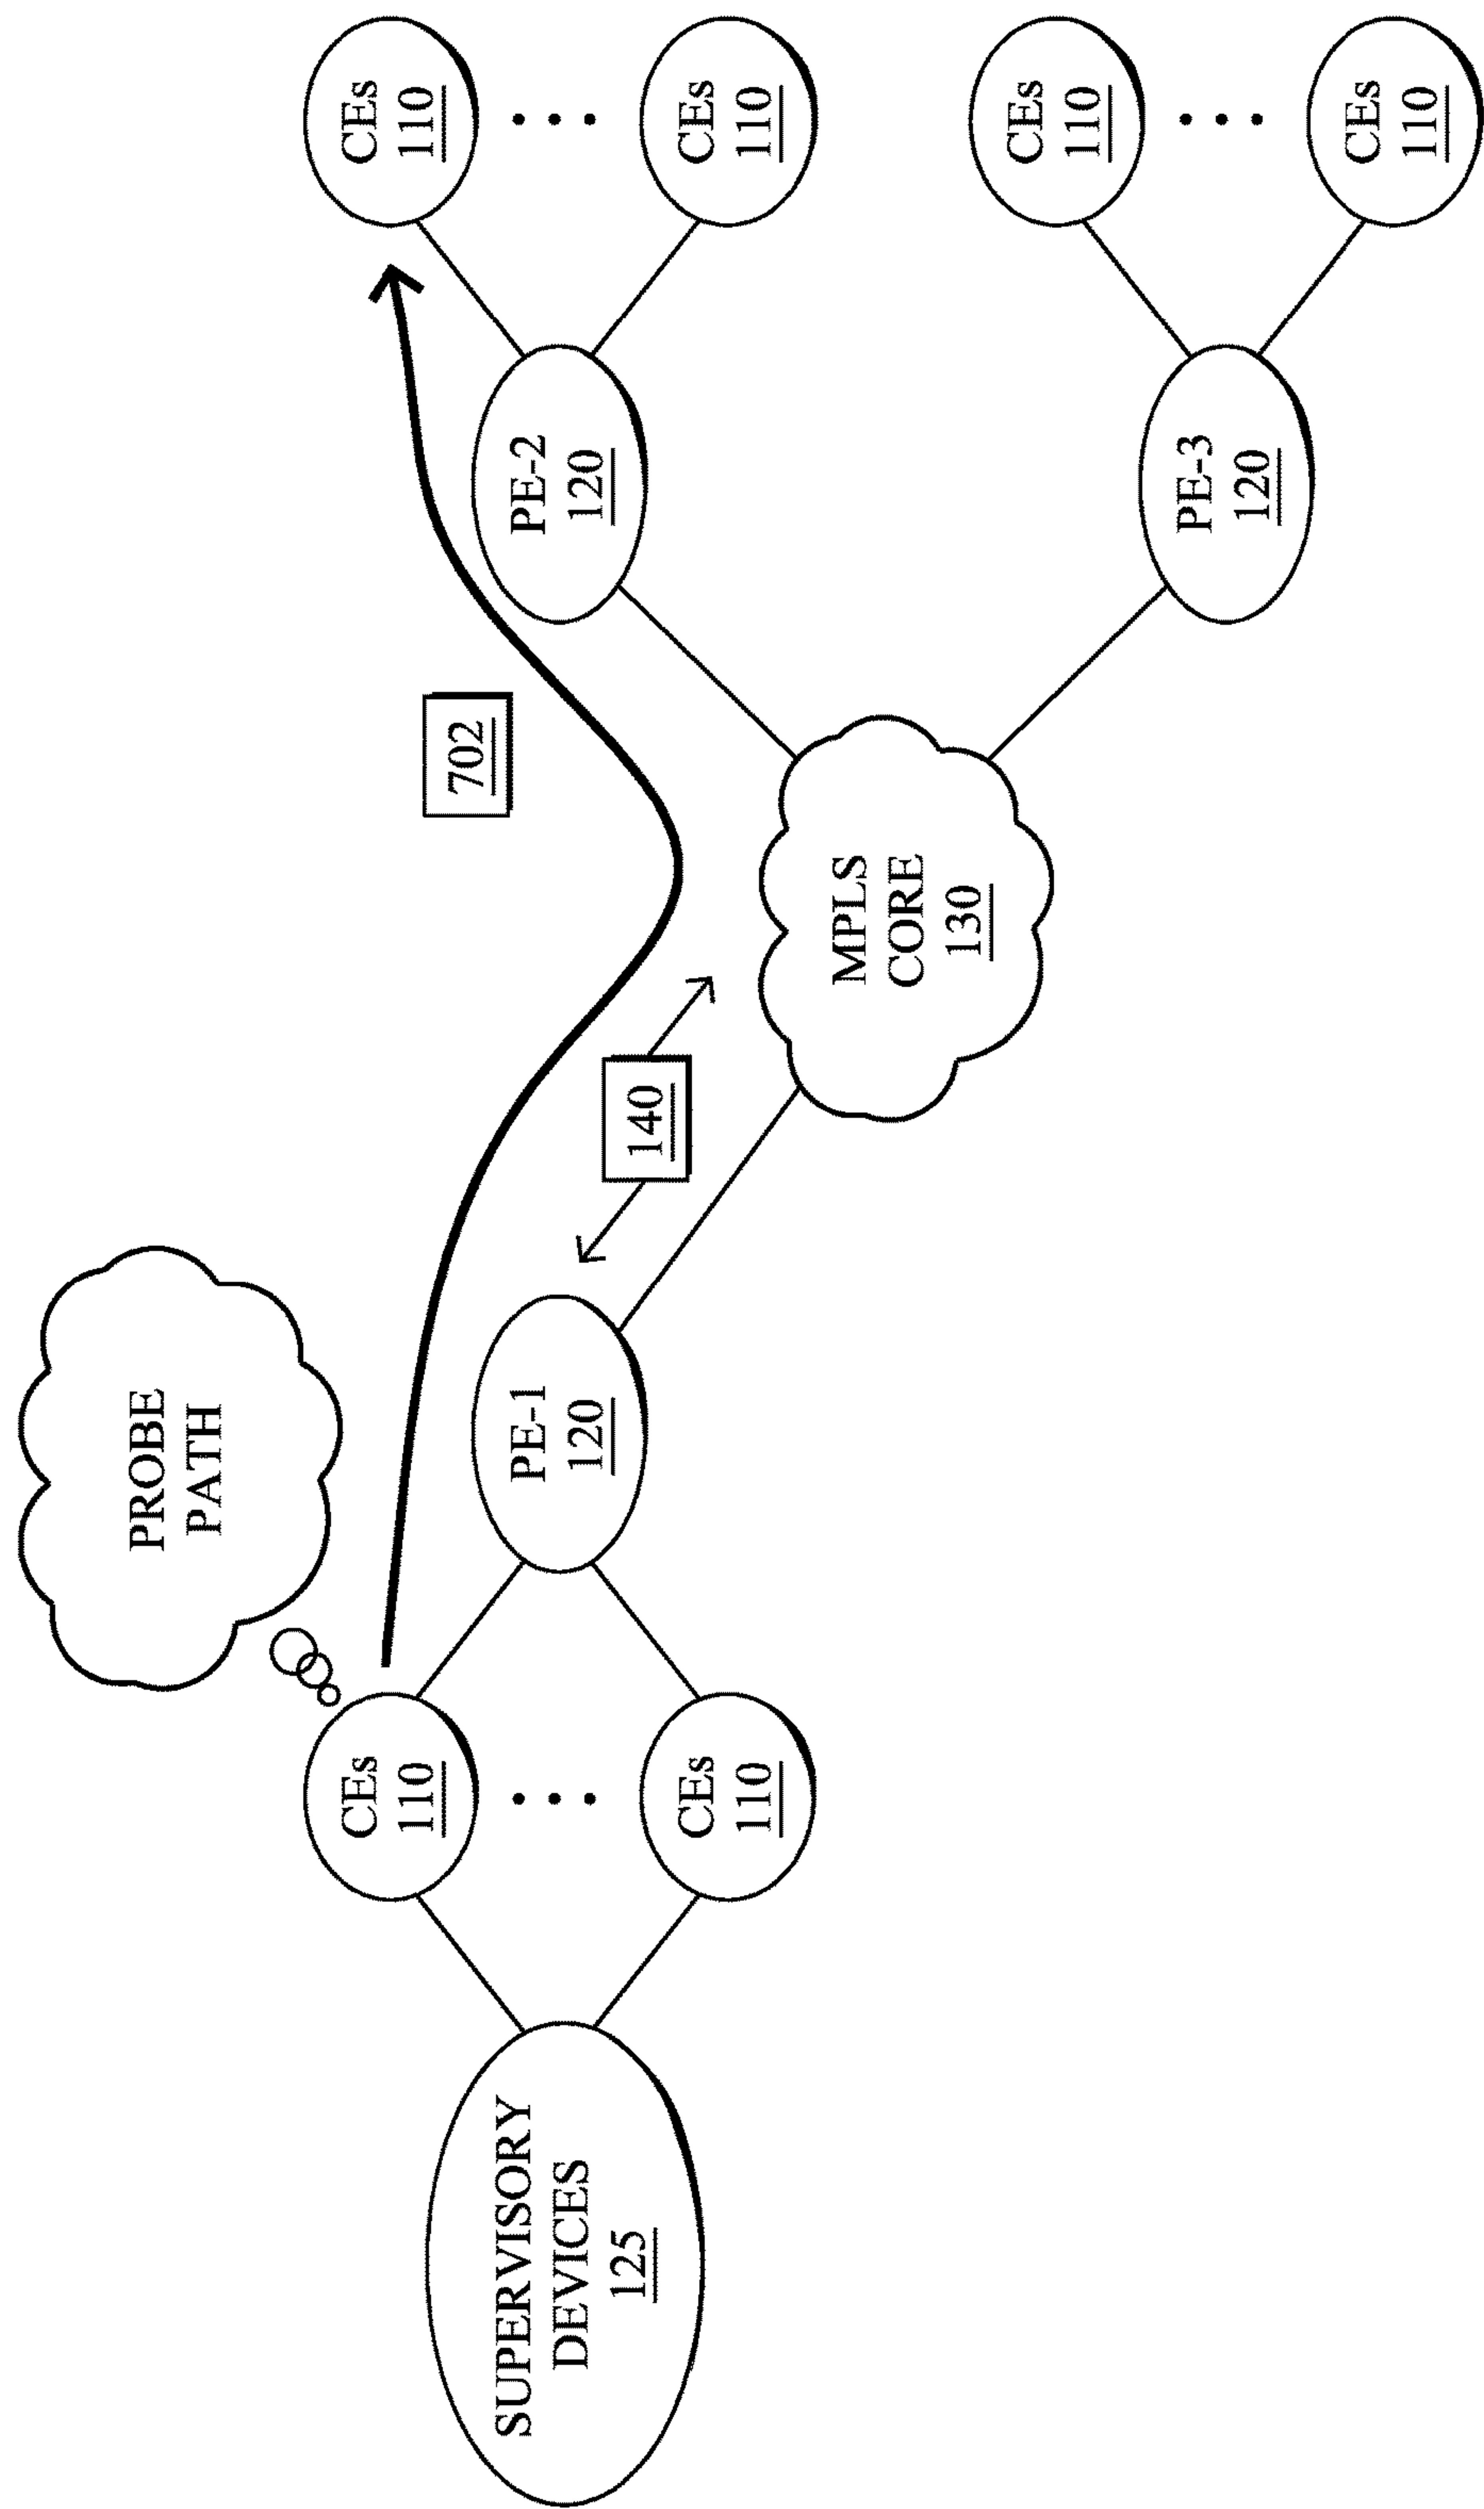 PROBE
PATH
CEs
110
CEs
110
CEs
110
CEs
110
CEs
110
CEs
110
702
140
PE-1
120
PE-2
120
PE-3
120
MPLS
CORE
130
SUPERVISORY
DEVICES
125